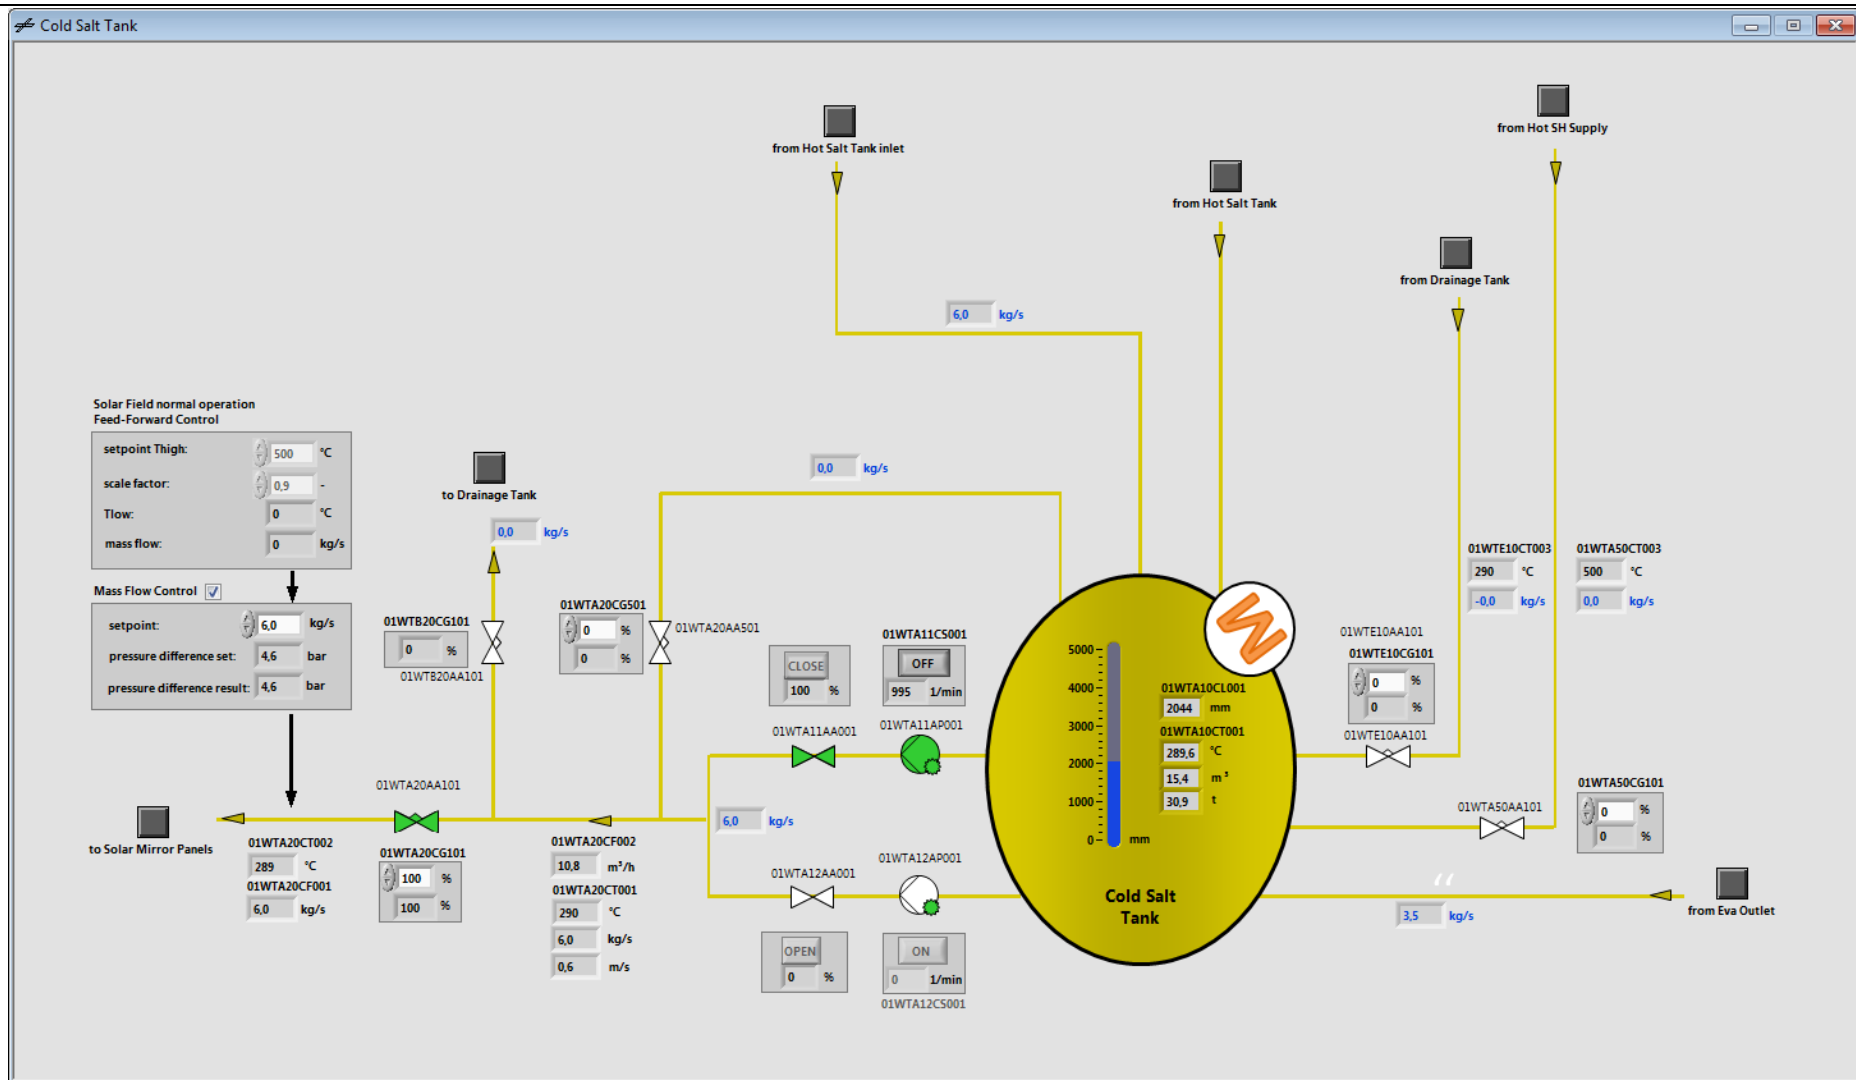 Cold Salt Tank
from Hot SH Supply
from Hot Salt Tank inlet
from Hot Salt Tank
from Drainage Tank
6,0 kg/s
Solar Field normal operation
Feed-Forward Control
setpoint Thigh: 500 °C
scale factor: 0,9 -
Tlow: 0 °C
mass flow: 0 kg/s
to Drainage Tank
0,0 kg/s
0,0 kg/s
Mass Flow Control
setpoint: 6,0 kg/s
pressure difference set: 4,6 bar
pressure difference result: 4,6 bar
01WTB20CG101
0 %
01WTB20AA101
01WTA20CG501
0 %
0 %
01WTA20AA501
CLOSE
100 %
01WTA11CS001
OFF
995 1/min
01WTA11AA001
01WTA11AP001
01WTE10CT003
290 °C
-0,0 kg/s
01WTA50CT003
500 °C
0,0 kg/s
01WTE10AA101
01WTE10CG101
0 %
0 %
01WTE10AA101
01WTA50CG101
0 %
0 %
01WTA50AA101
5000
4000
3000
2000
1000
0
mm
01WTA10CL001
2044 mm
01WTA10CT001
289,6 °C
15,4 m³
30,9 t
Cold Salt
Tank
W
01WTA20AA101
to Solar Mirror Panels
01WTA20CT002
289 °C
01WTA20CF001
6,0 kg/s
01WTA20CG101
100 %
100 %
01WTA20CF002
10,8 m³/h
01WTA20CT001
290 °C
6,0 kg/s
0,6 m/s
6,0 kg/s
01WTA12AA001
01WTA12AP001
OPEN
0 %
ON
0 1/min
01WTA12CS001
3,5 kg/s
from Eva Outlet